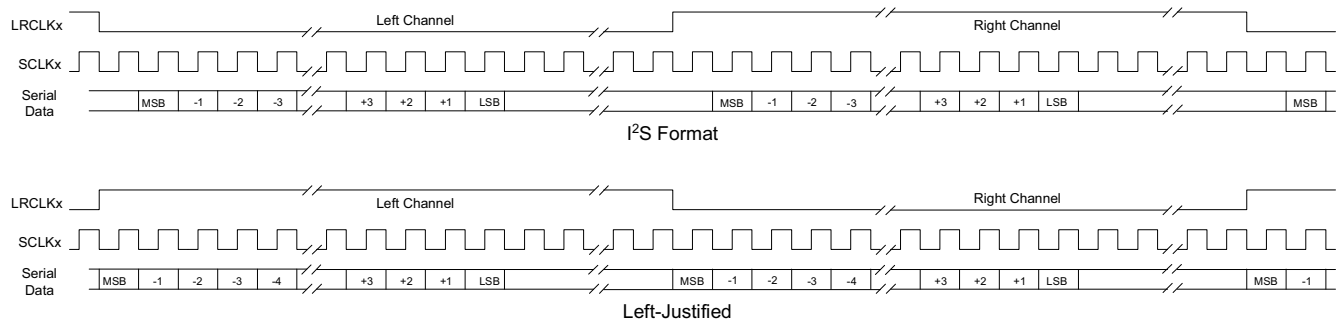 LRCLKx Left Channel Right Channel
SCLKx
Serial Data MSB -1 -2 -3 +3 +2 +1 LSB MSB -1 -2 -3 +3 +2 +1 LSB MSB
I²S Format
LRCLKx Left Channel Right Channel
SCLKx
Serial Data MSB -1 -2 -3 -4 +3 +2 +1 LSB MSB -1 -2 -3 -4 +3 +2 +1 LSB MSB -1
Left-Justified